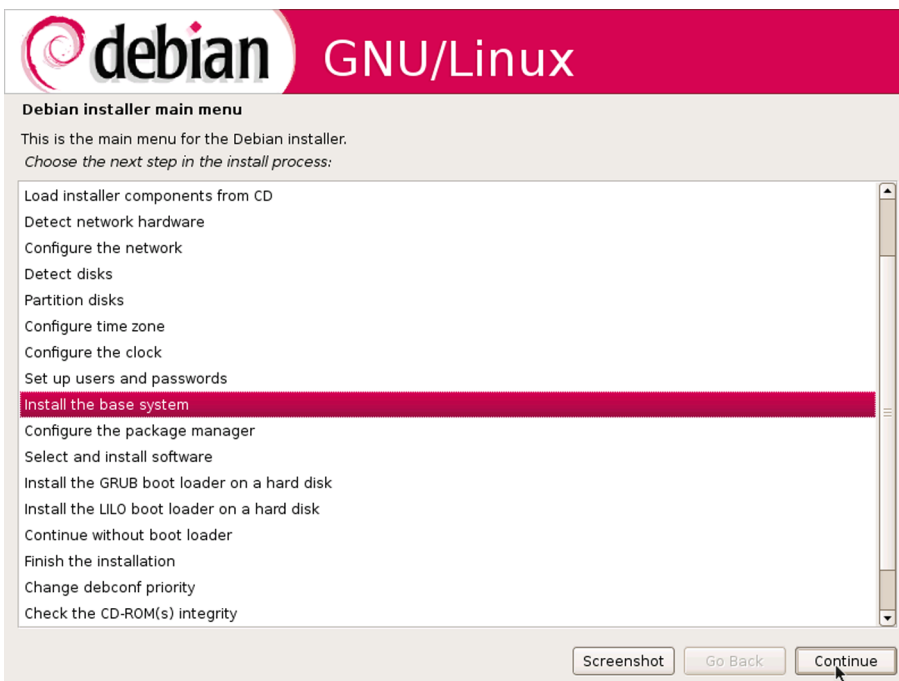 debian GNU/Linux
Debian installer main menu
This is the main menu for the Debian installer.
Choose the next step in the install process:
Load installer components from CD
Detect network hardware
Configure the network
Detect disks
Partition disks
Configure time zone
Configure the clock
Set up users and passwords
Install the base system
Configure the package manager
Select and install software
Install the GRUB boot loader on a hard disk
Install the LILO boot loader on a hard disk
Continue without boot loader
Finish the installation
Change debconf priority
Check the CD-ROM(s) integrity
Screenshot Go Back Continue